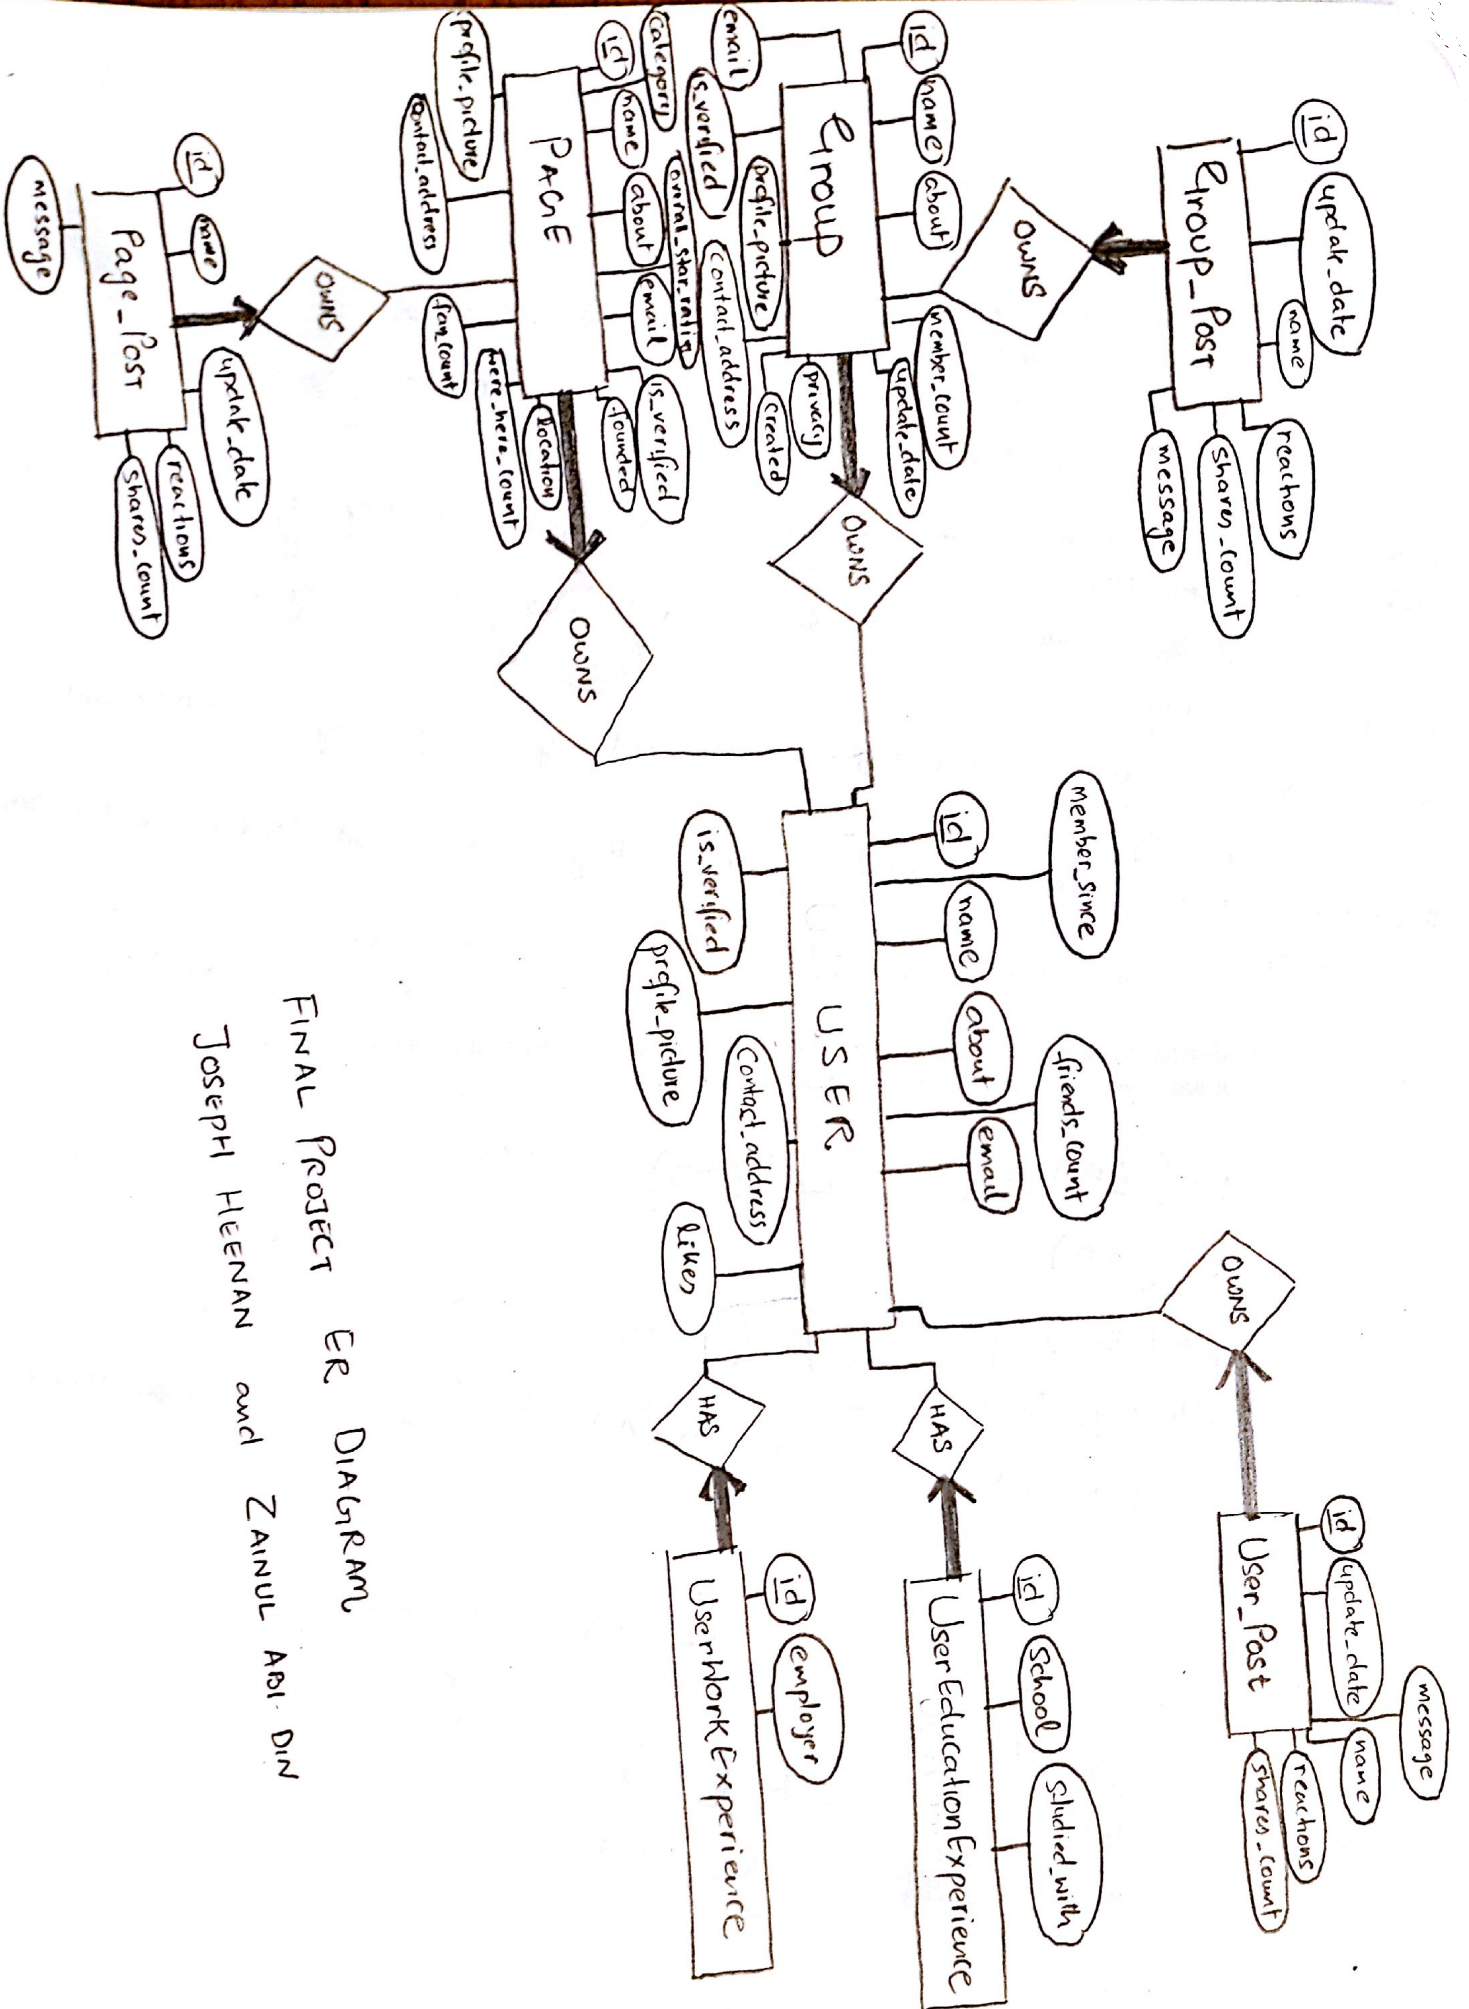 id
update_date
name
reactions
shares_count
message
Group_Post
OWNS
id
name
about
member_count
update_date
privacy
created
contact_address
profile_picture
is_verified
email
Group
OWNS
id
category
name
about
overal_star_rating
email
is_verified
founded
location
were_here_count
fan_count
contact_address
profile_picture
PAGE
OWNS
OWNS
id
name
update_date
reactions
shares_count
message
Page_Post
member_since
id
name
about
friends_count
email
USER
is_verified
profile_picture
contact_address
likes
OWNS
id
update_date
message
name
reactions
shares_count
User_Post
HAS
id
school
studied_with
UserEducationExperience
HAS
id
employer
UserWorkExperience
FINAL PROJECT ER DIAGRAM
JOSEPH HEENAN and ZAINUL ABI DIN